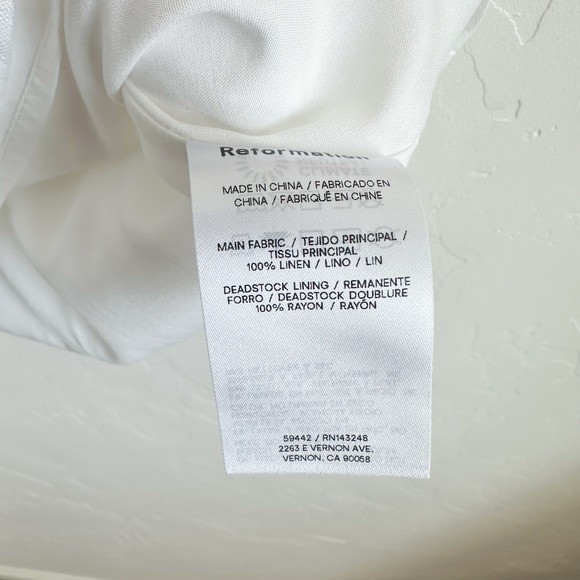 Reformation
MADE IN CHINA / FABRICADO EN
CHINA / FABRIQUÉ EN CHINE
MAIN FABRIC / TEJIDO PRINCIPAL /
TISSU PRINCIPAL
100% LINEN / LINO / LIN
DEADSTOCK LINING / REMANENTE
FORRO / DEADSTOCK DOUBLURE
100% RAYON / RAYÓN
59442 / RN143248
2263 E VERNON AVE,
VERNON, CA 90058